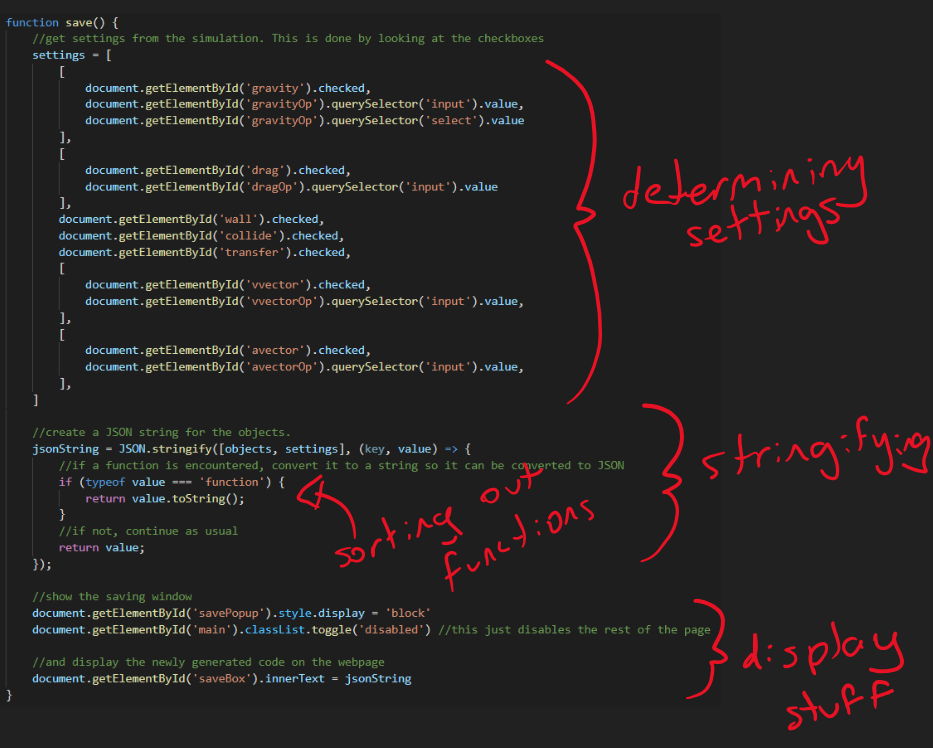 function save() {
//get settings from the simulation. This is done by looking at the checkboxes
settings = [
[
document.getElementById('gravity').checked,
document.getElementById('gravityOp').querySelector('input').value,
document.getElementById('gravityOp').querySelector('select').value
],
[
document.getElementById('drag').checked,
document.getElementById('dragOp').querySelector('input').value
],
document.getElementById('wall').checked,
document.getElementById('collide').checked,
document.getElementById('transfer').checked,
[
document.getElementById('vvector').checked,
document.getElementById('vvectorOp').querySelector('input').value,
],
[
document.getElementById('avector').checked,
document.getElementById('avectorOp').querySelector('input').value,
],
]
determining
settings
//create a JSON string for the objects.
jsonString = JSON.stringify([objects, settings], (key, value) => {
//if a function is encountered, convert it to a string so it can be converted to JSON
if (typeof value === 'function') {
return value.toString();
}
//if not, continue as usual
return value;
});
sorting out
functions
stringifying
//show the saving window
document.getElementById('savePopup').style.display = 'block'
document.getElementById('main').classList.toggle('disabled') //this just disables the rest of the page
//and display the newly generated code on the webpage
document.getElementById('saveBox').innerText = jsonString
}
display
stuff